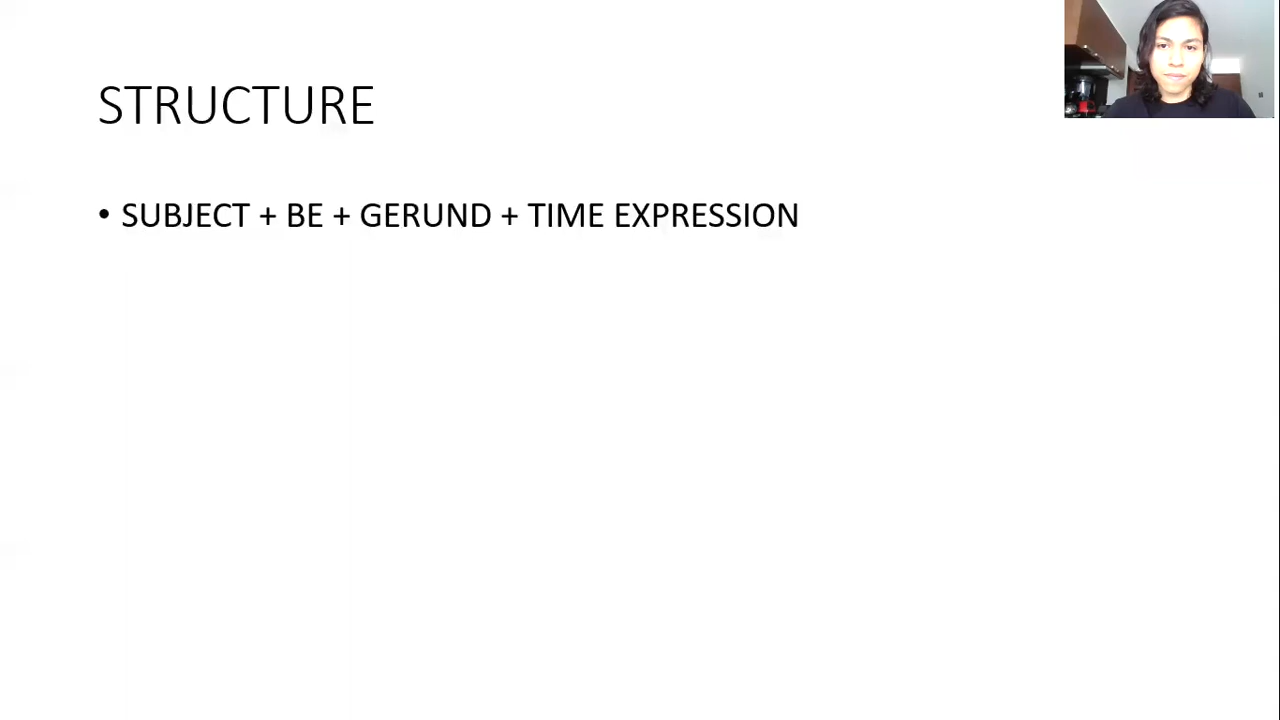 STRUCTURE
• SUBJECT + BE + GERUND + TIME EXPRESSION